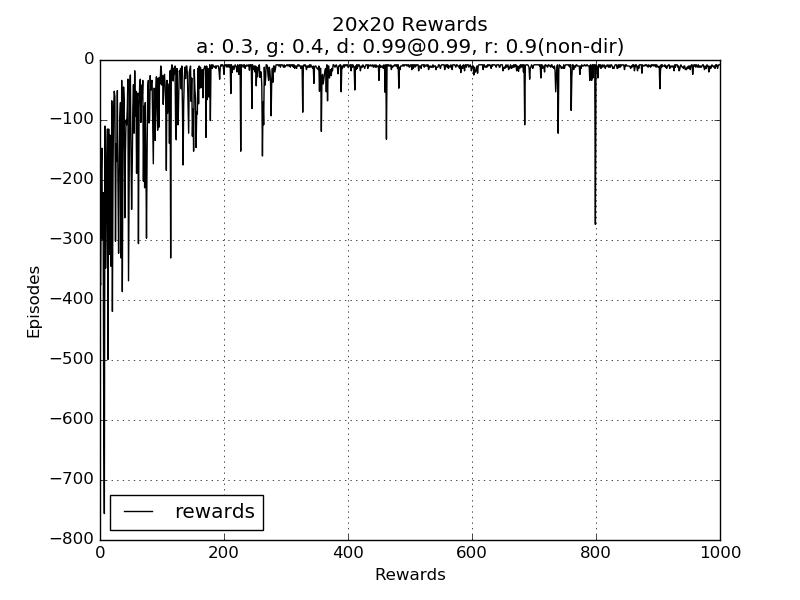 20x20 Rewards
a: 0.3, g: 0.4, d: 0.99@0.99, r: 0.9(non-dir)
0
−100
−200
−300
−400
−500
−600
−700
−800
Episodes
rewards
0 200 400 600 800 1000
Rewards